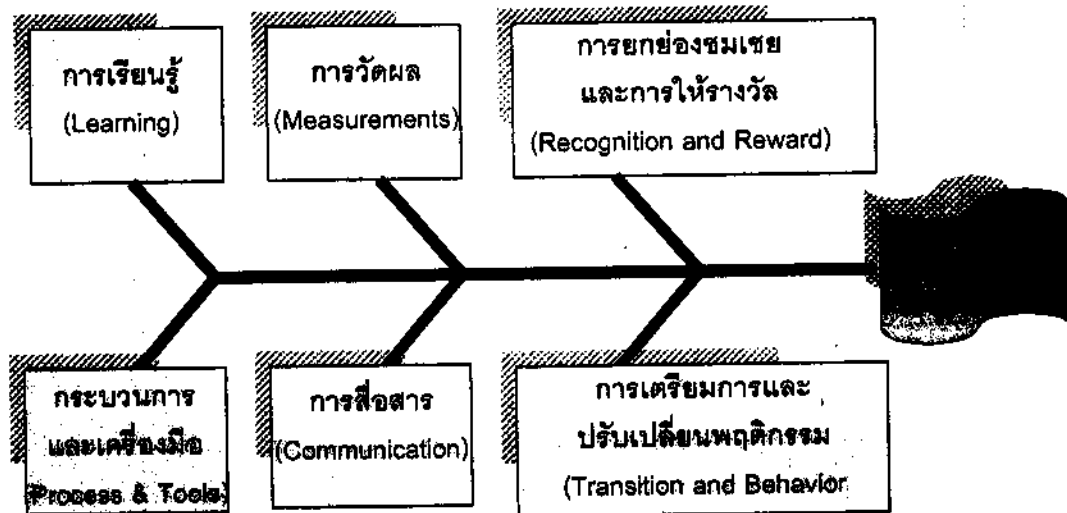 การเรียนรู้
(Learning)
การวัดผล
(Measurements)
การยกย่องชมเชย
และการให้รางวัล
(Recognition and Reward)
กระบวนการ
และเครื่องมือ
(Process & Tools)
การสื่อสาร
(Communication)
การเตรียมการและ
ปรับเปลี่ยนพฤติกรรม
(Transition and Behavior